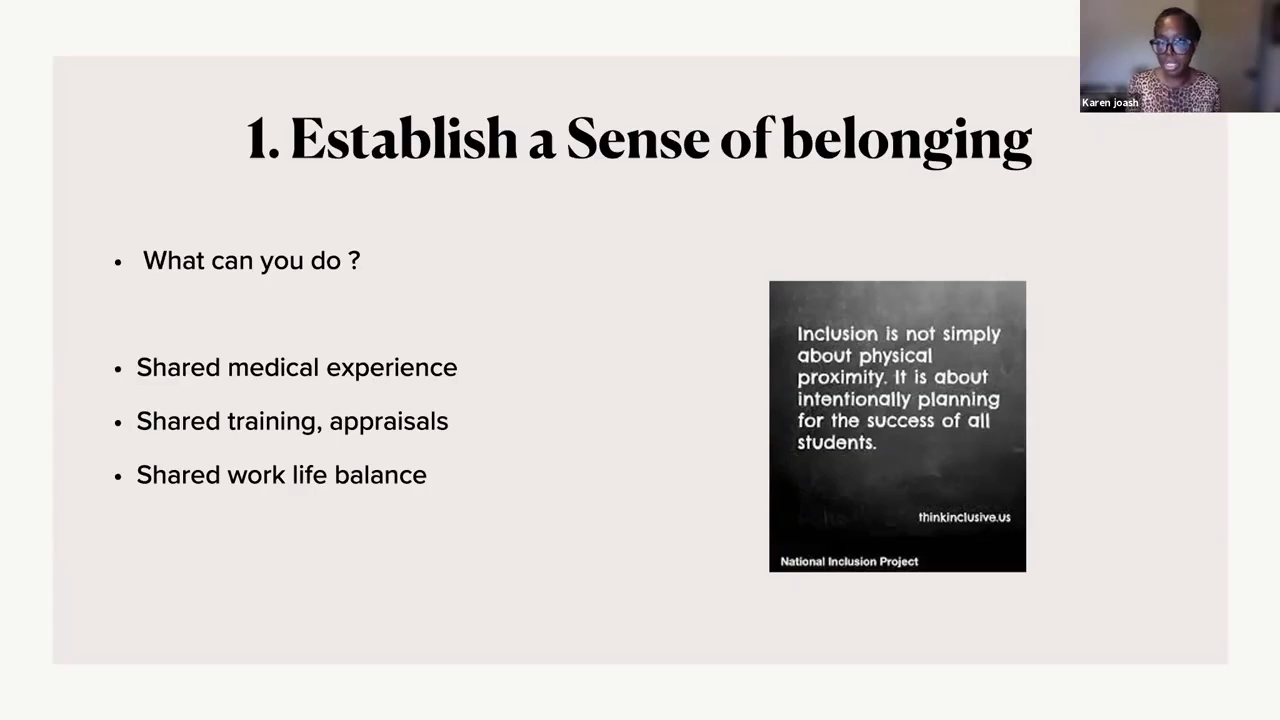 Karen joash
1. Establish a Sense of belonging
• What can you do ?
• Shared medical experience
• Shared training, appraisals
• Shared work life balance
Inclusion is not simply
about physical
proximity. It is about
intentionally planning
for the success of all
students.
thinkinclusive.us
National Inclusion Project